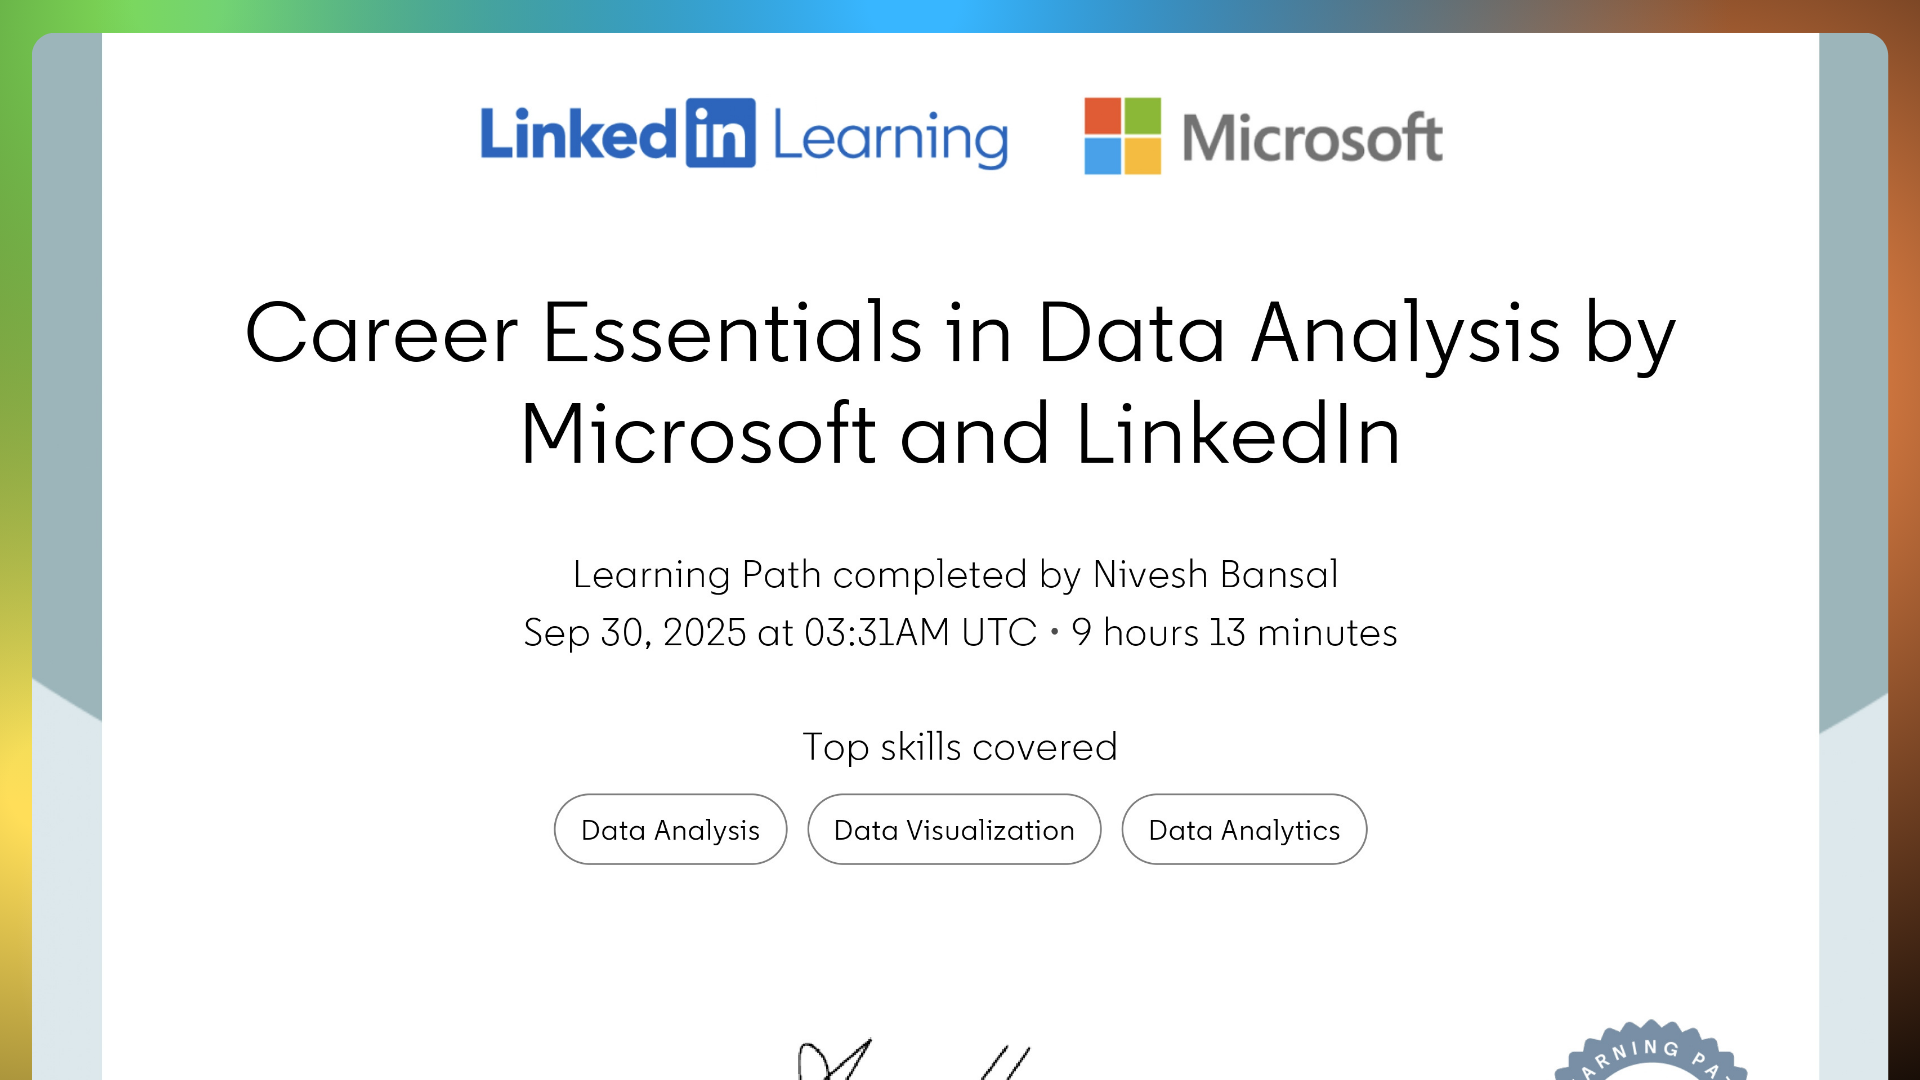 Linked in Learning Microsoft
Career Essentials in Data Analysis by
Microsoft and LinkedIn
Learning Path completed by Nivesh Bansal
Sep 30, 2025 at 03:31AM UTC • 9 hours 13 minutes
Top skills covered
Data Analysis Data Visualization Data Analytics
ARNING PA